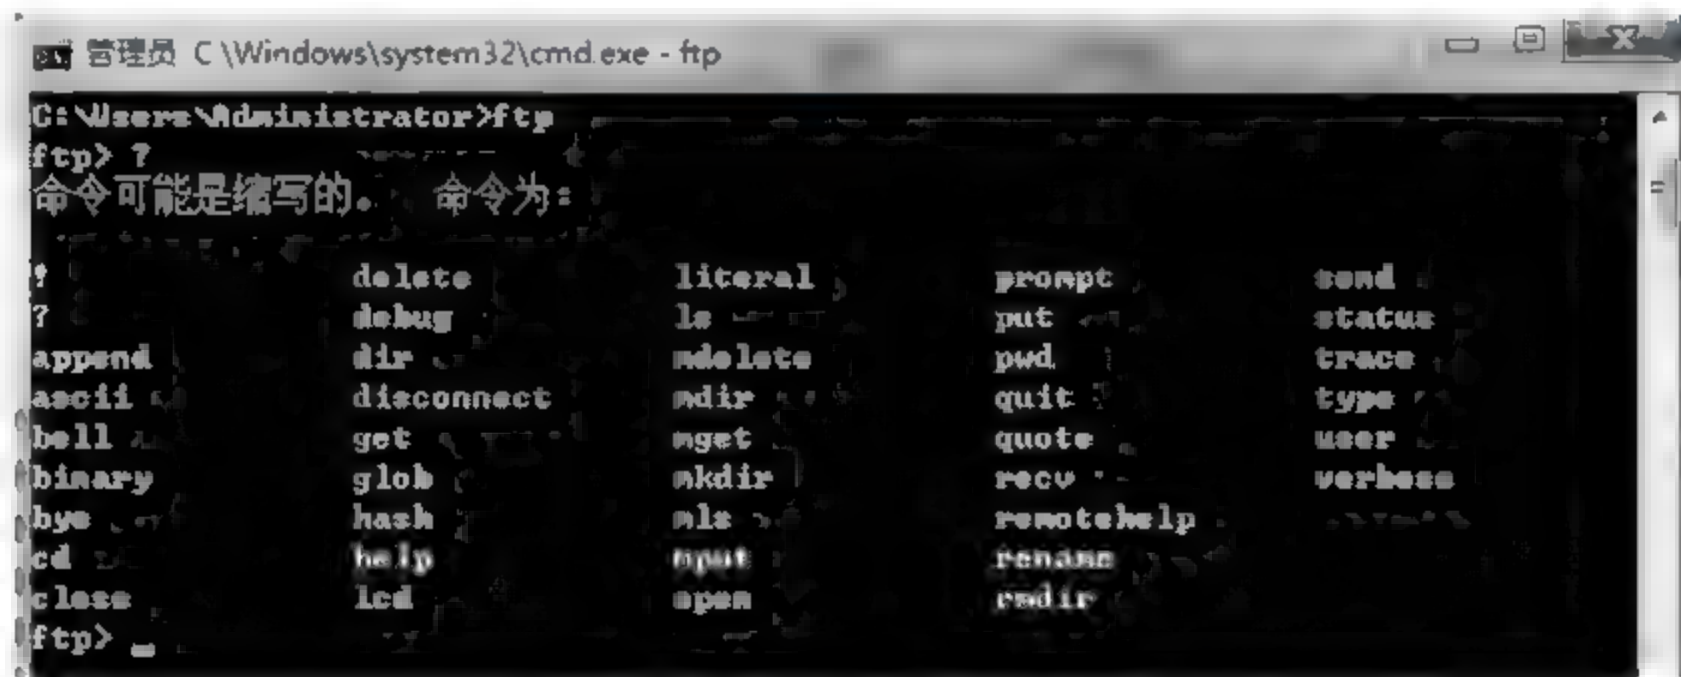 管理员 C \Windows\system32\cmd.exe - ftp
C:\Users\Administrator>ftp
ftp> ?
命令可能是缩写的。 命令为:
! delete literal prompt send
? debug ls put status
append dir mdelete pwd trace
ascii disconnect mdir quit type
bell get mget quote user
binary glob mkdir recv verbose
bye hash mls remotehelp
cd help mput rename
close lcd open rmdir
ftp> _